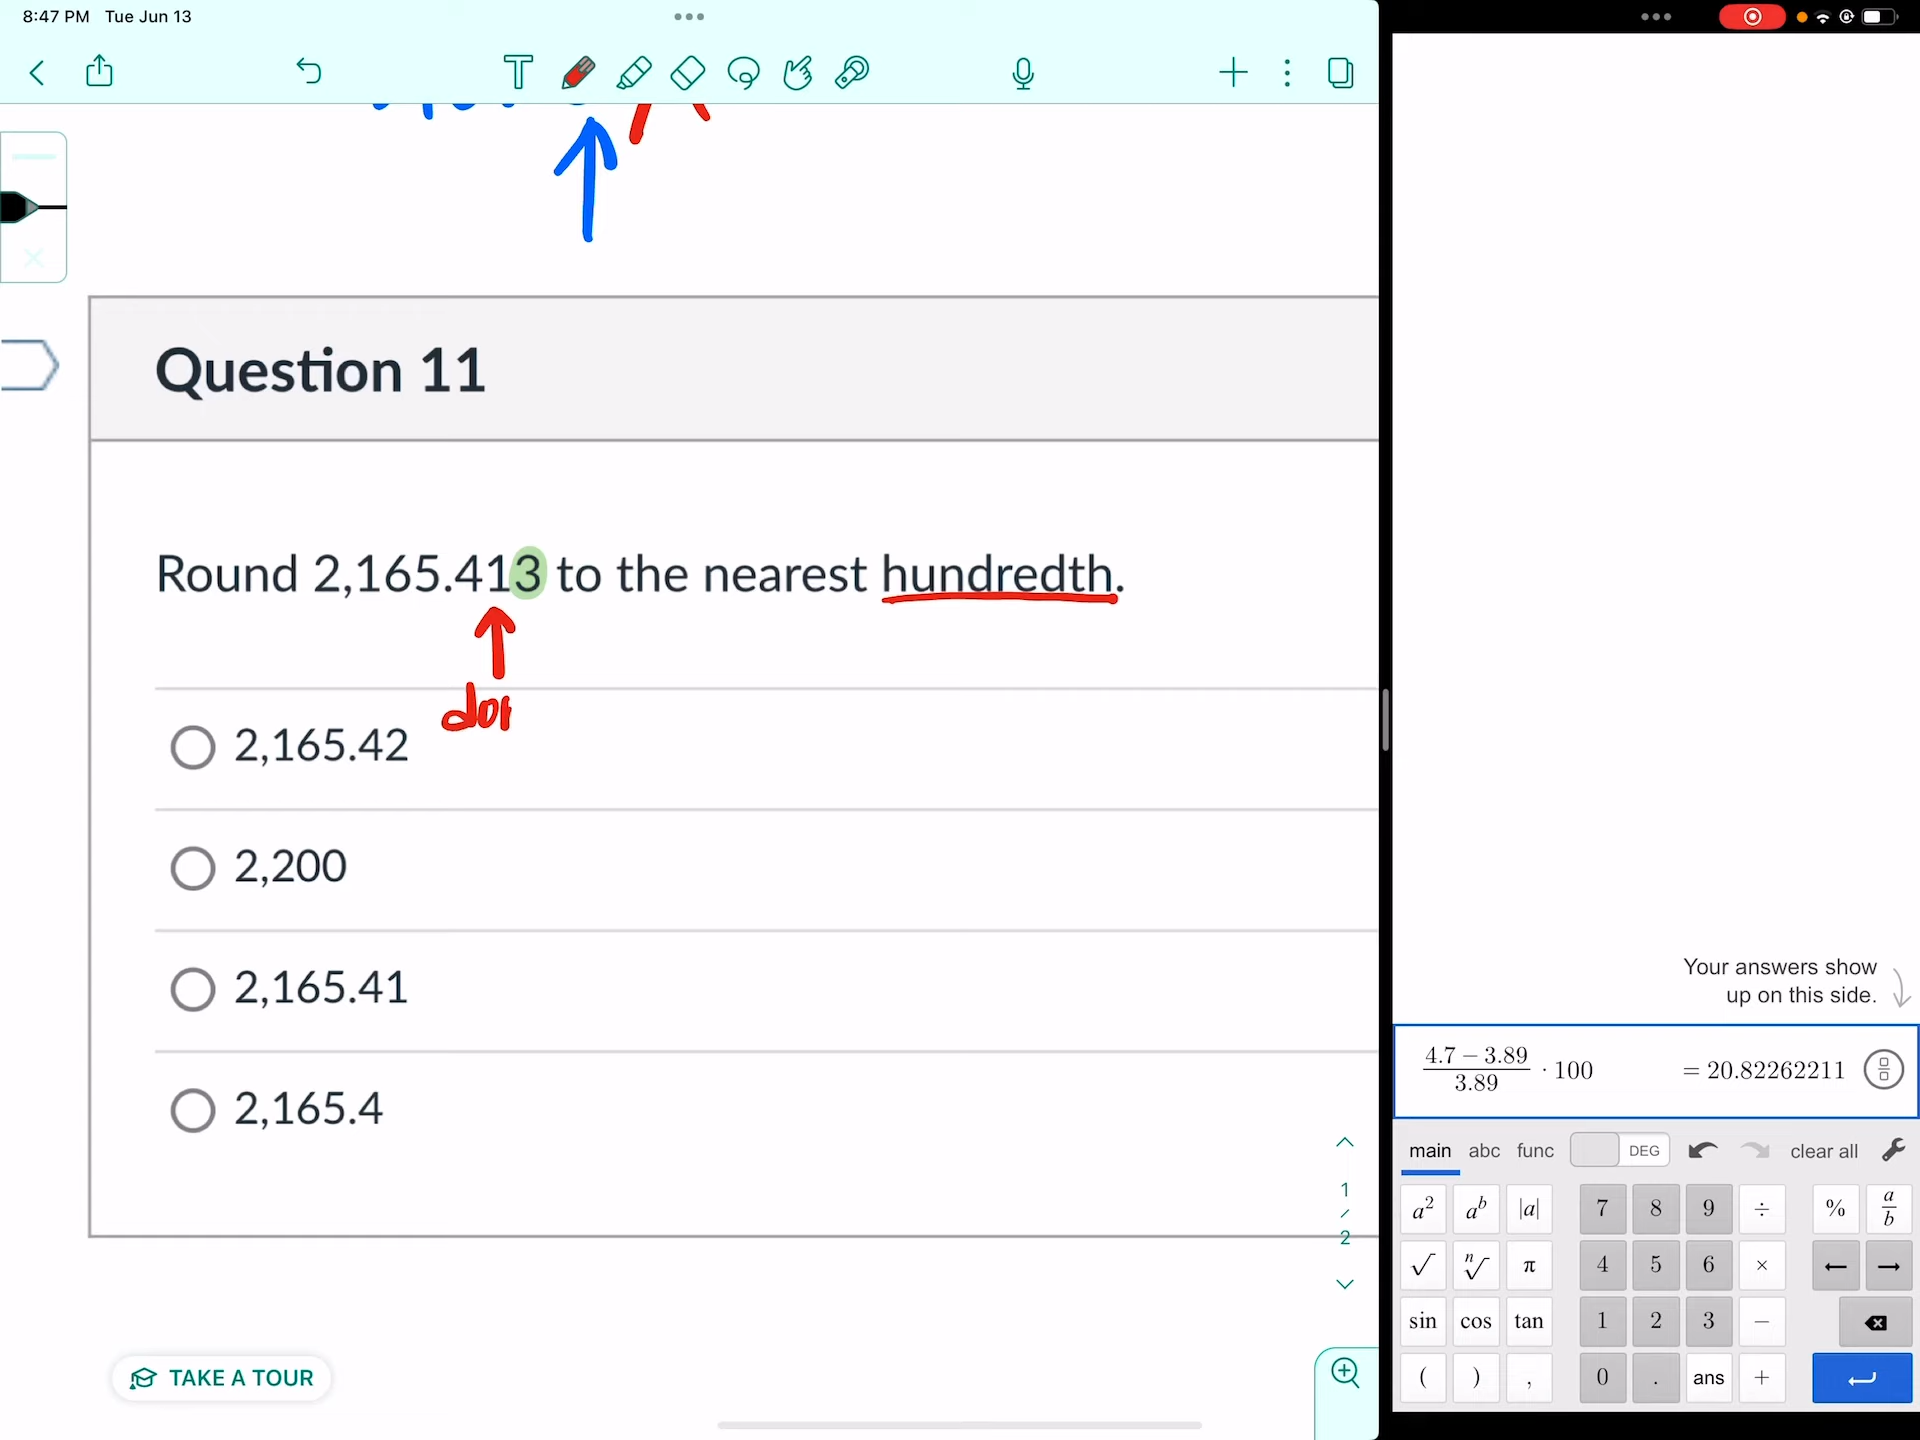 8:47 PM Tue Jun 13
T
Question 11
Round 2,165.413 to the nearest hundredth.
2,165.42
2,200
2,165.41
2,165.4
1
/
2
TAKE A TOUR
Your answers show
up on this side.
4.7 – 3.89
3.89
· 100 = 20.82262211
main abc func DEG clear all
a² aᵇ |a| 7 8 9 ÷ % a/b
√ ⁿ√ π 4 5 6 × ← →
sin cos tan 1 2 3 −
( ) , 0 . ans +